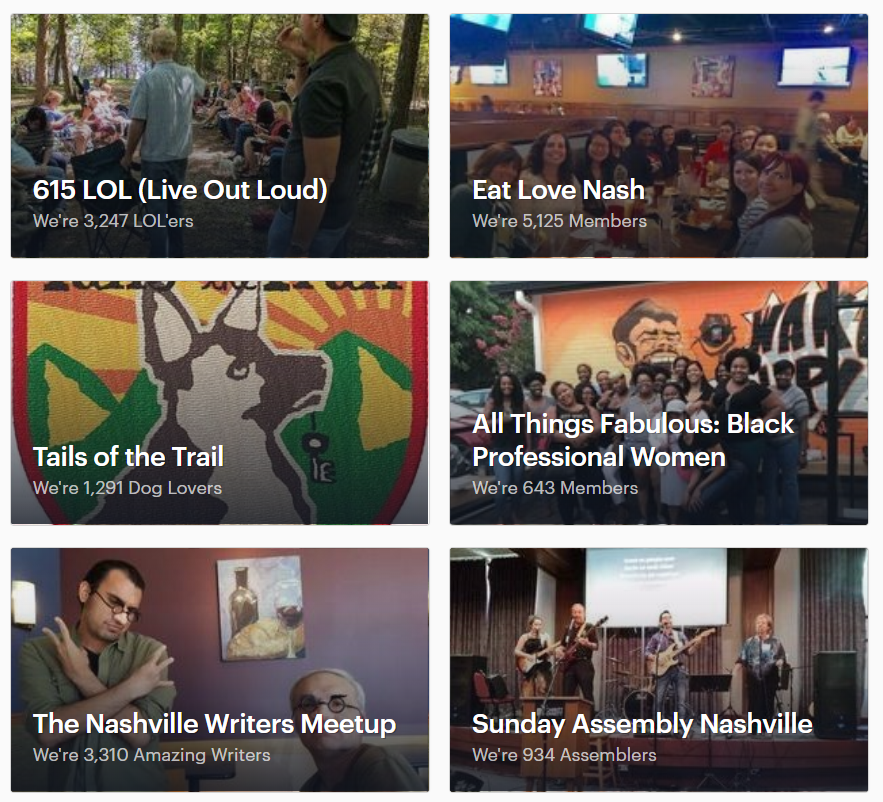 615 LOL (Live Out Loud)
We're 3,247 LOL'ers
Eat Love Nash
We're 5,125 Members
Tails of the Trail
We're 1,291 Dog Lovers
All Things Fabulous: Black
Professional Women
We're 643 Members
The Nashville Writers Meetup
We're 3,310 Amazing Writers
Sunday Assembly Nashville
We're 934 Assemblers